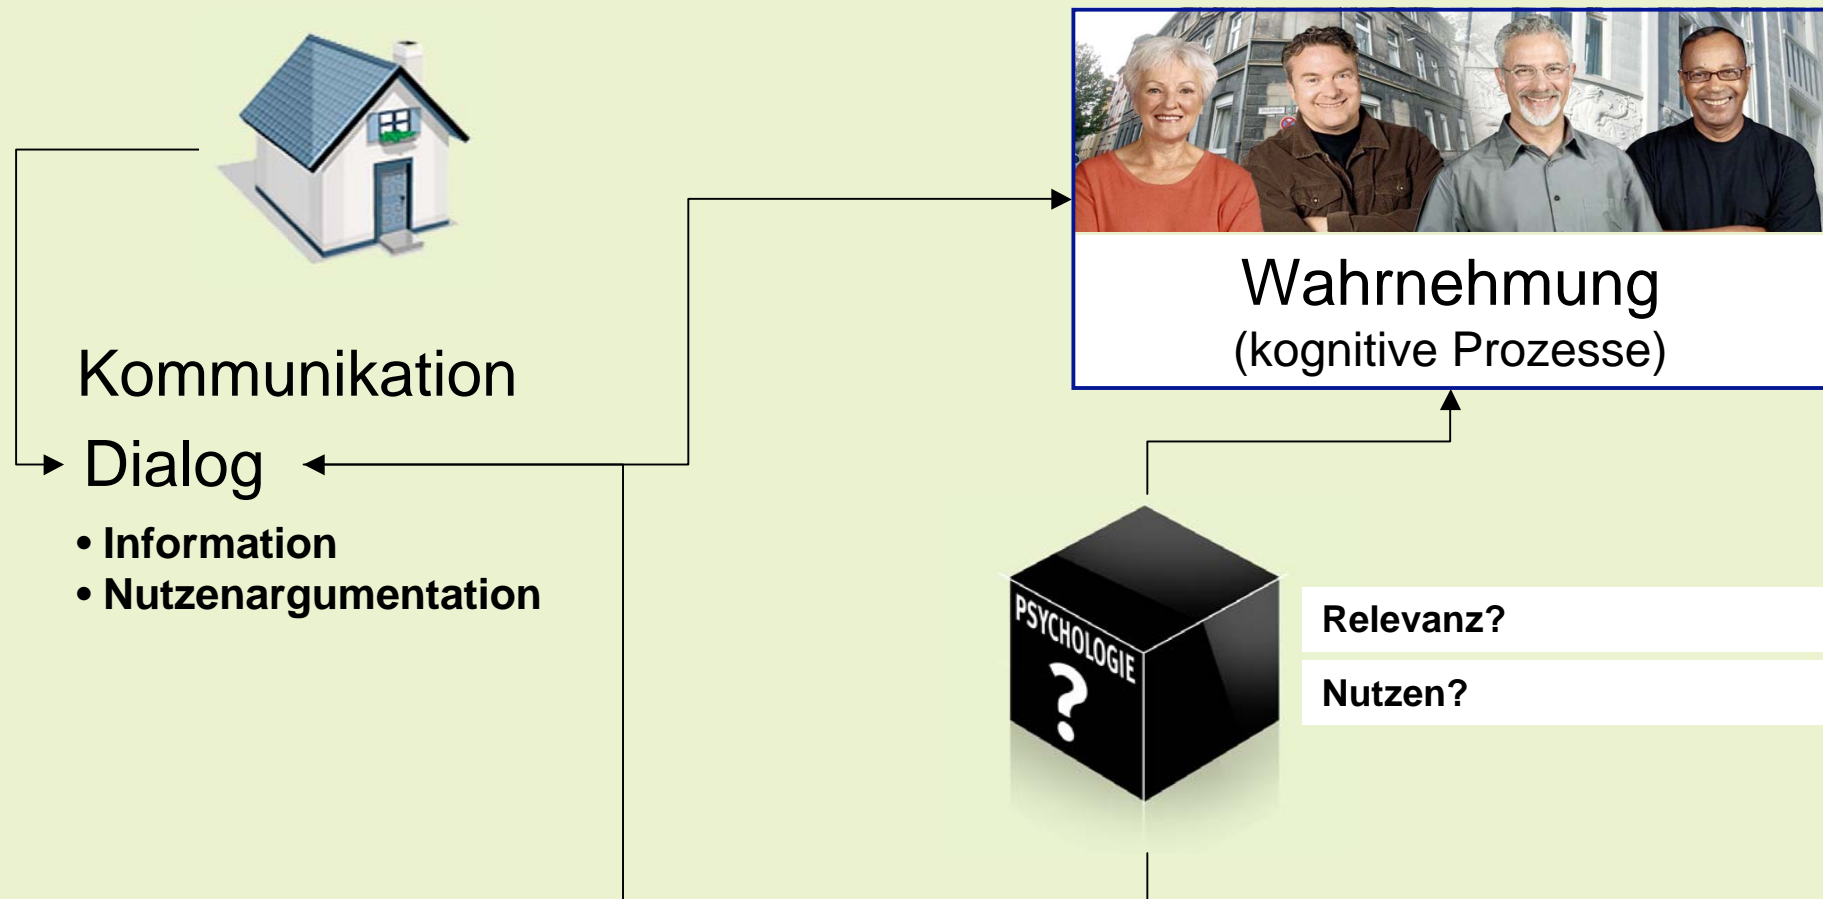 Kommunikation
Dialog
• Information
• Nutzenargumentation
Wahrnehmung
(kognitive Prozesse)
PSYCHOLOGIE
?
Relevanz?
Nutzen?